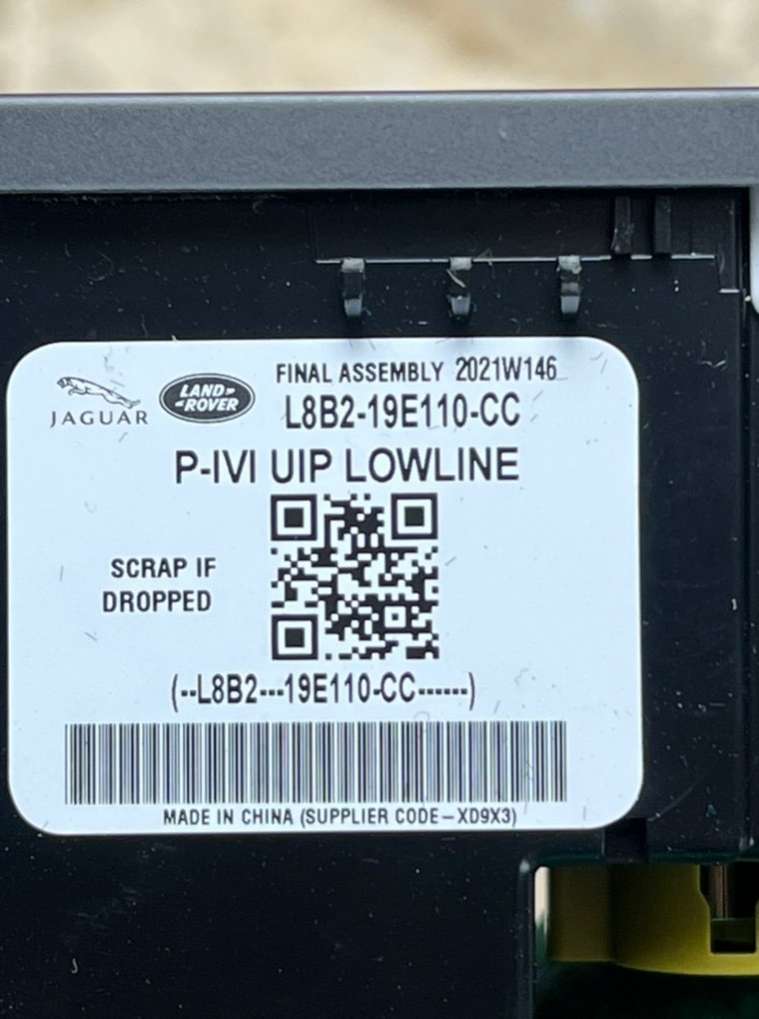 FINAL ASSEMBLY 2021W146
JAGUAR
LAND ROVER
L8B2-19E110-CC
P-IVI UIP LOWLINE
SCRAP IF
DROPPED
(--L8B2---19E110-CC------)
MADE IN CHINA (SUPPLIER CODE-XD9X3)